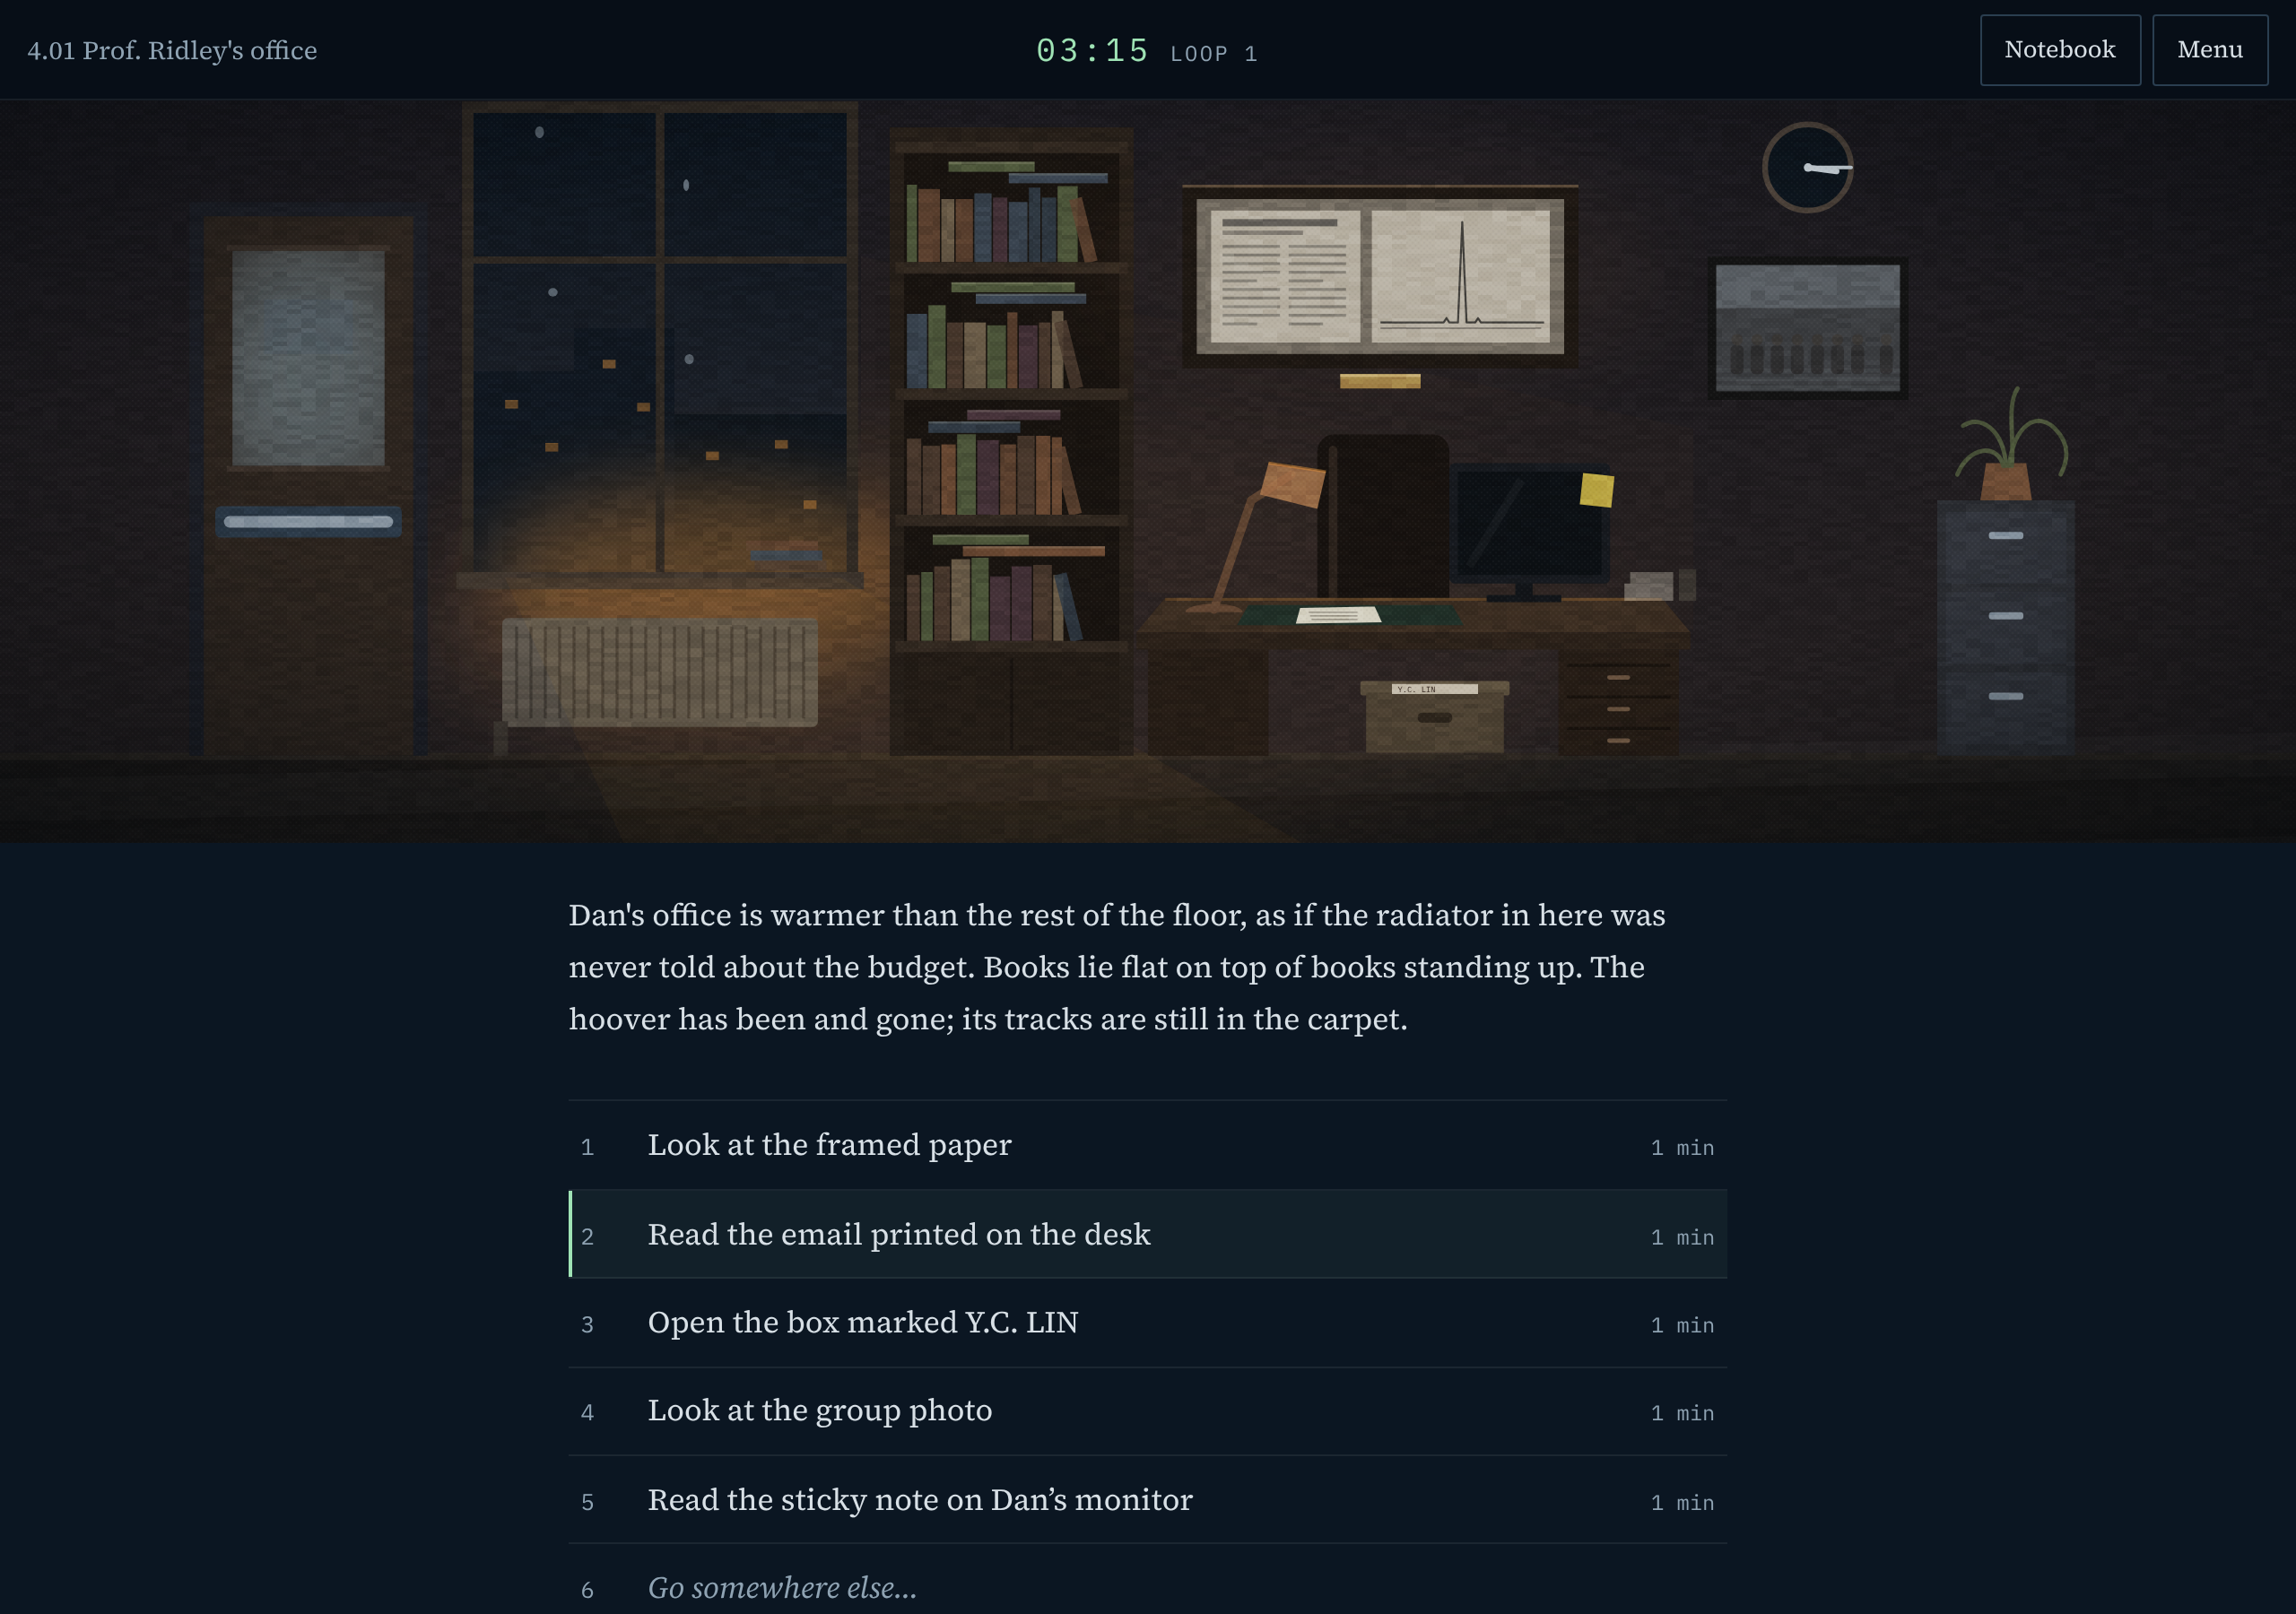 4.01 Prof. Ridley's office
03:15 LOOP 1
Notebook
Menu
Y.C. LIN
Dan's office is warmer than the rest of the floor, as if the radiator in here was
never told about the budget. Books lie flat on top of books standing up. The
hoover has been and gone; its tracks are still in the carpet.
1 Look at the framed paper 1 min
2 Read the email printed on the desk 1 min
3 Open the box marked Y.C. LIN 1 min
4 Look at the group photo 1 min
5 Read the sticky note on Dan’s monitor 1 min
6 Go somewhere else...